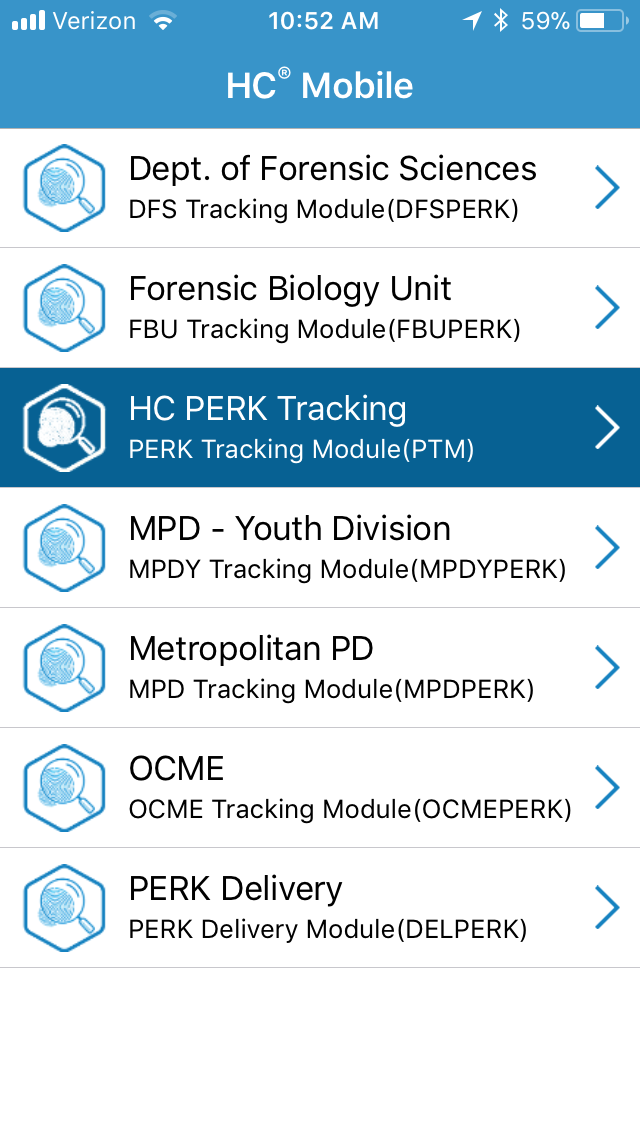 Verizon 10:52 AM 59%
HC® Mobile
Dept. of Forensic Sciences
DFS Tracking Module(DFSPERK)
Forensic Biology Unit
FBU Tracking Module(FBUPERK)
HC PERK Tracking
PERK Tracking Module(PTM)
MPD - Youth Division
MPDY Tracking Module(MPDYPERK)
Metropolitan PD
MPD Tracking Module(MPDPERK)
OCME
OCME Tracking Module(OCMEPERK)
PERK Delivery
PERK Delivery Module(DELPERK)